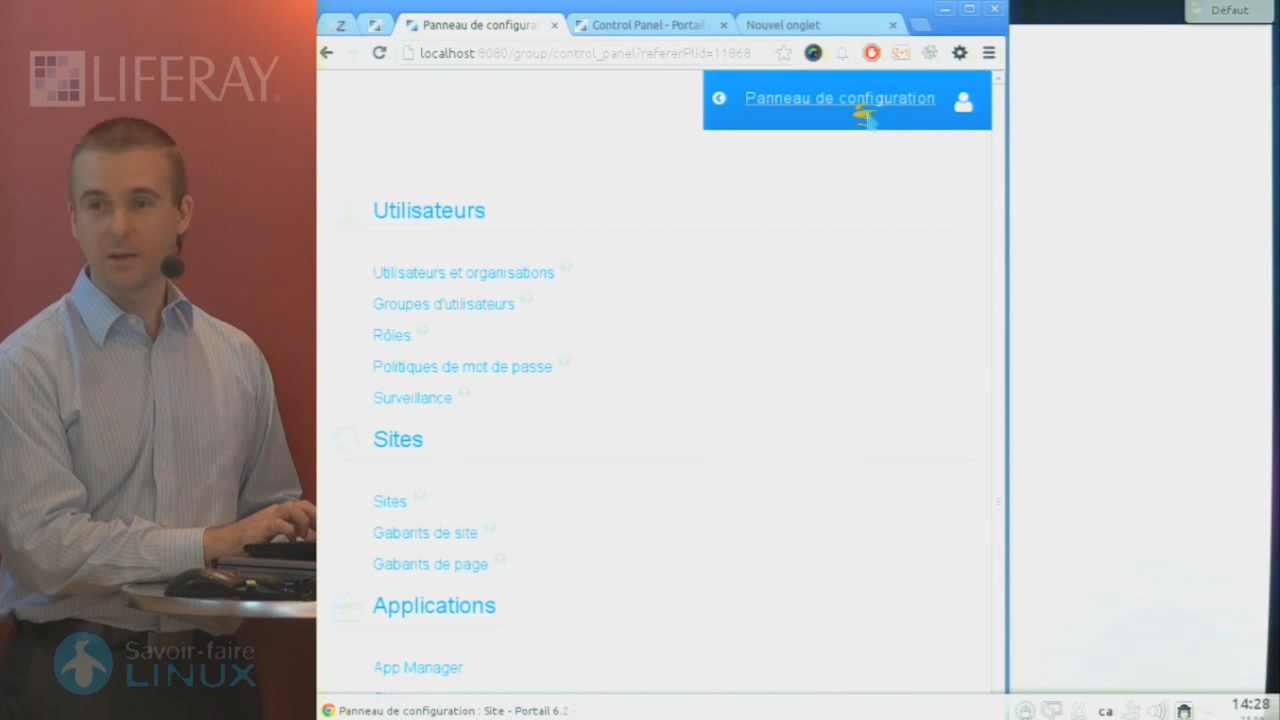 Défaut
Z
Panneau de configura
Control Panel - Portail
Nouvel onglet
localhost:8080/group/control_panel?refererPlid=11868
LIFERAY
Panneau de configuration
Utilisateurs
Utilisateurs et organisations
Groupes d'utilisateurs
Rôles
Politiques de mot de passe
Surveillance
Sites
Sites
Gabarits de site
Gabarits de page
Applications
App Manager
Savoir-faire
LINUX
Panneau de configuration : Site - Portail 6.2 -
ca
14:28